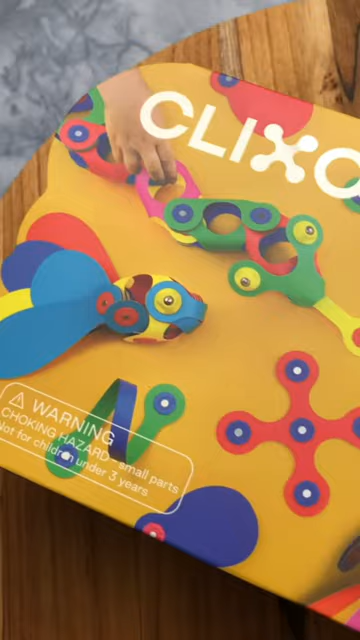 CLIXO
⚠ WARNING
CHOKING HAZARD - small parts
Not for children under 3 years